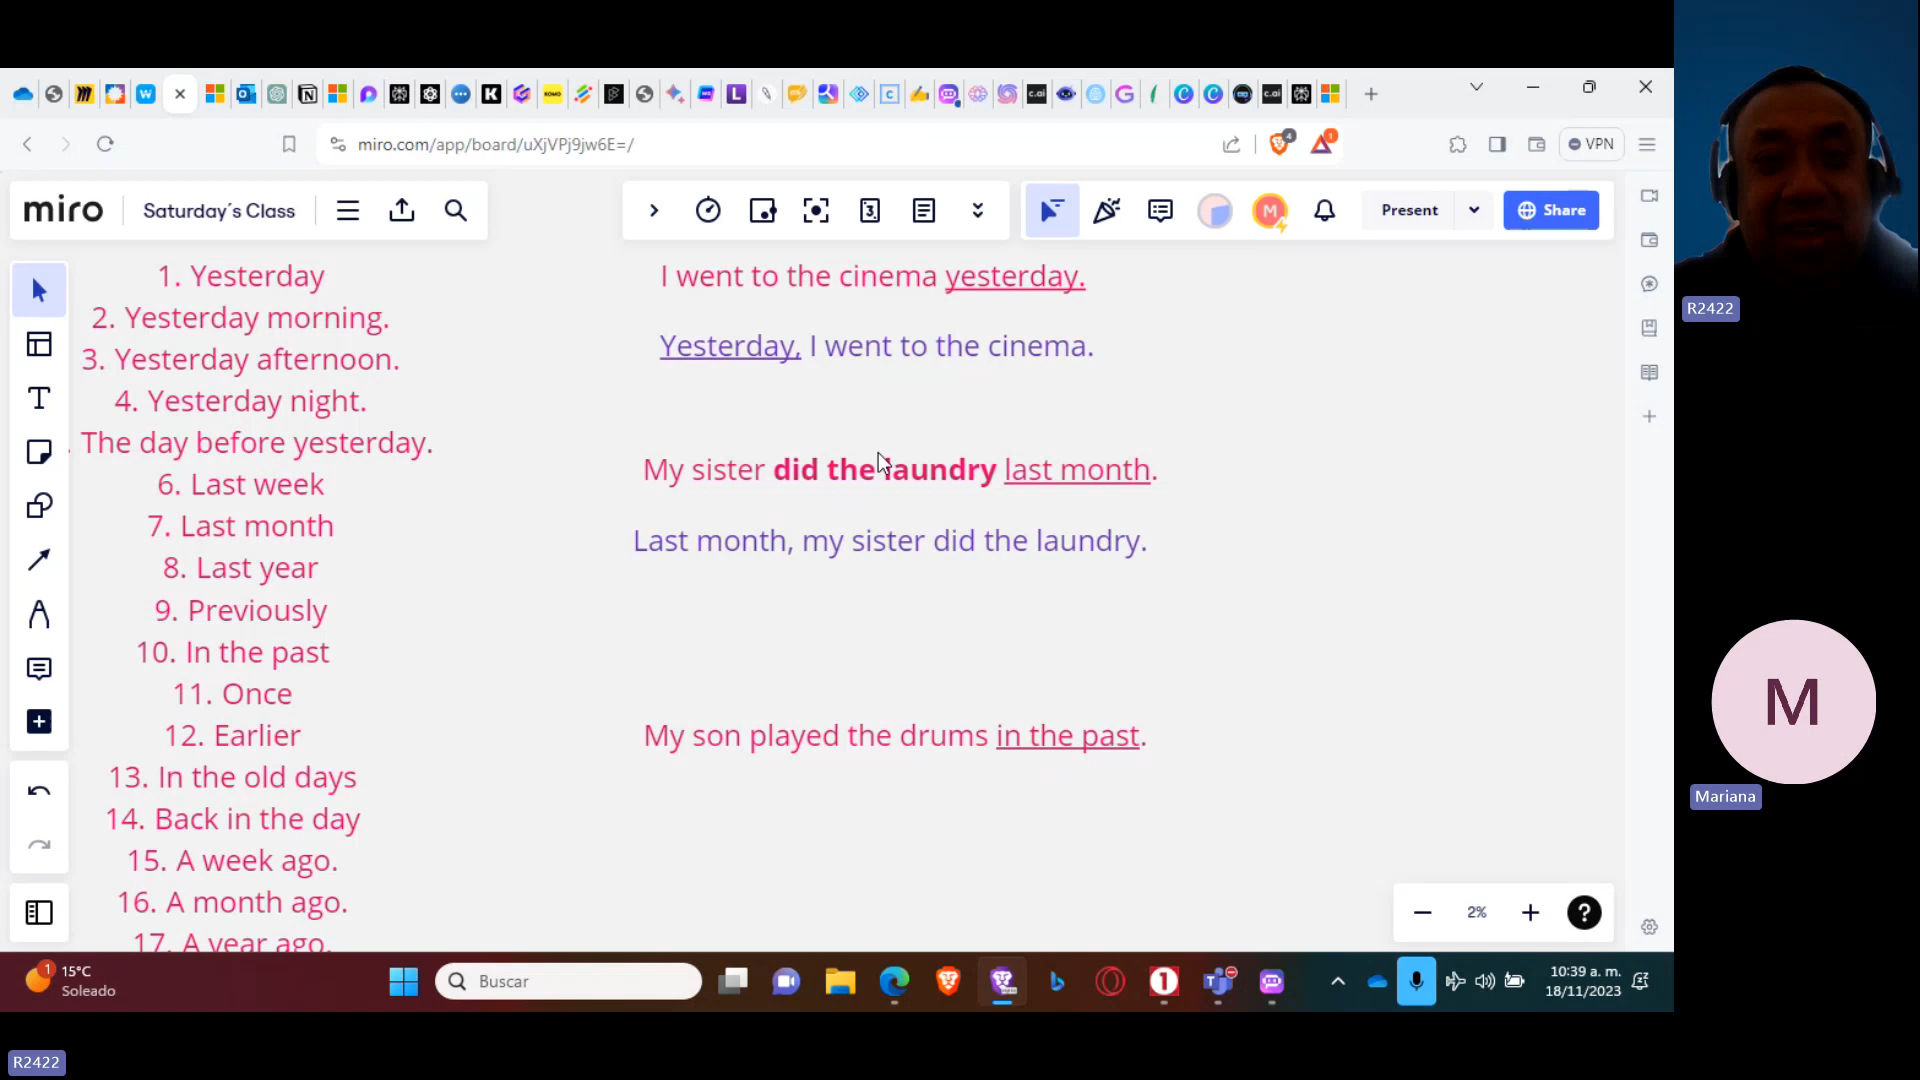 miro.com/app/board/uXjVPj9jw6E=/
4
1
VPN
miro
Saturday´s Class
3
M
Present
Share
1. Yesterday
2. Yesterday morning.
3. Yesterday afternoon.
4. Yesterday night.
. The day before yesterday.
6. Last week
7. Last month
8. Last year
9. Previously
10. In the past
11. Once
12. Earlier
13. In the old days
14. Back in the day
15. A week ago.
16. A month ago.
17. A year ago.
I went to the cinema yesterday.
Yesterday, I went to the cinema.
My sister did the laundry last month.
Last month, my sister did the laundry.
My son played the drums in the past.
2%
?
R2422
M
Mariana
1
15°C
Soleado
Buscar
10:39 a. m.
18/11/2023
R2422